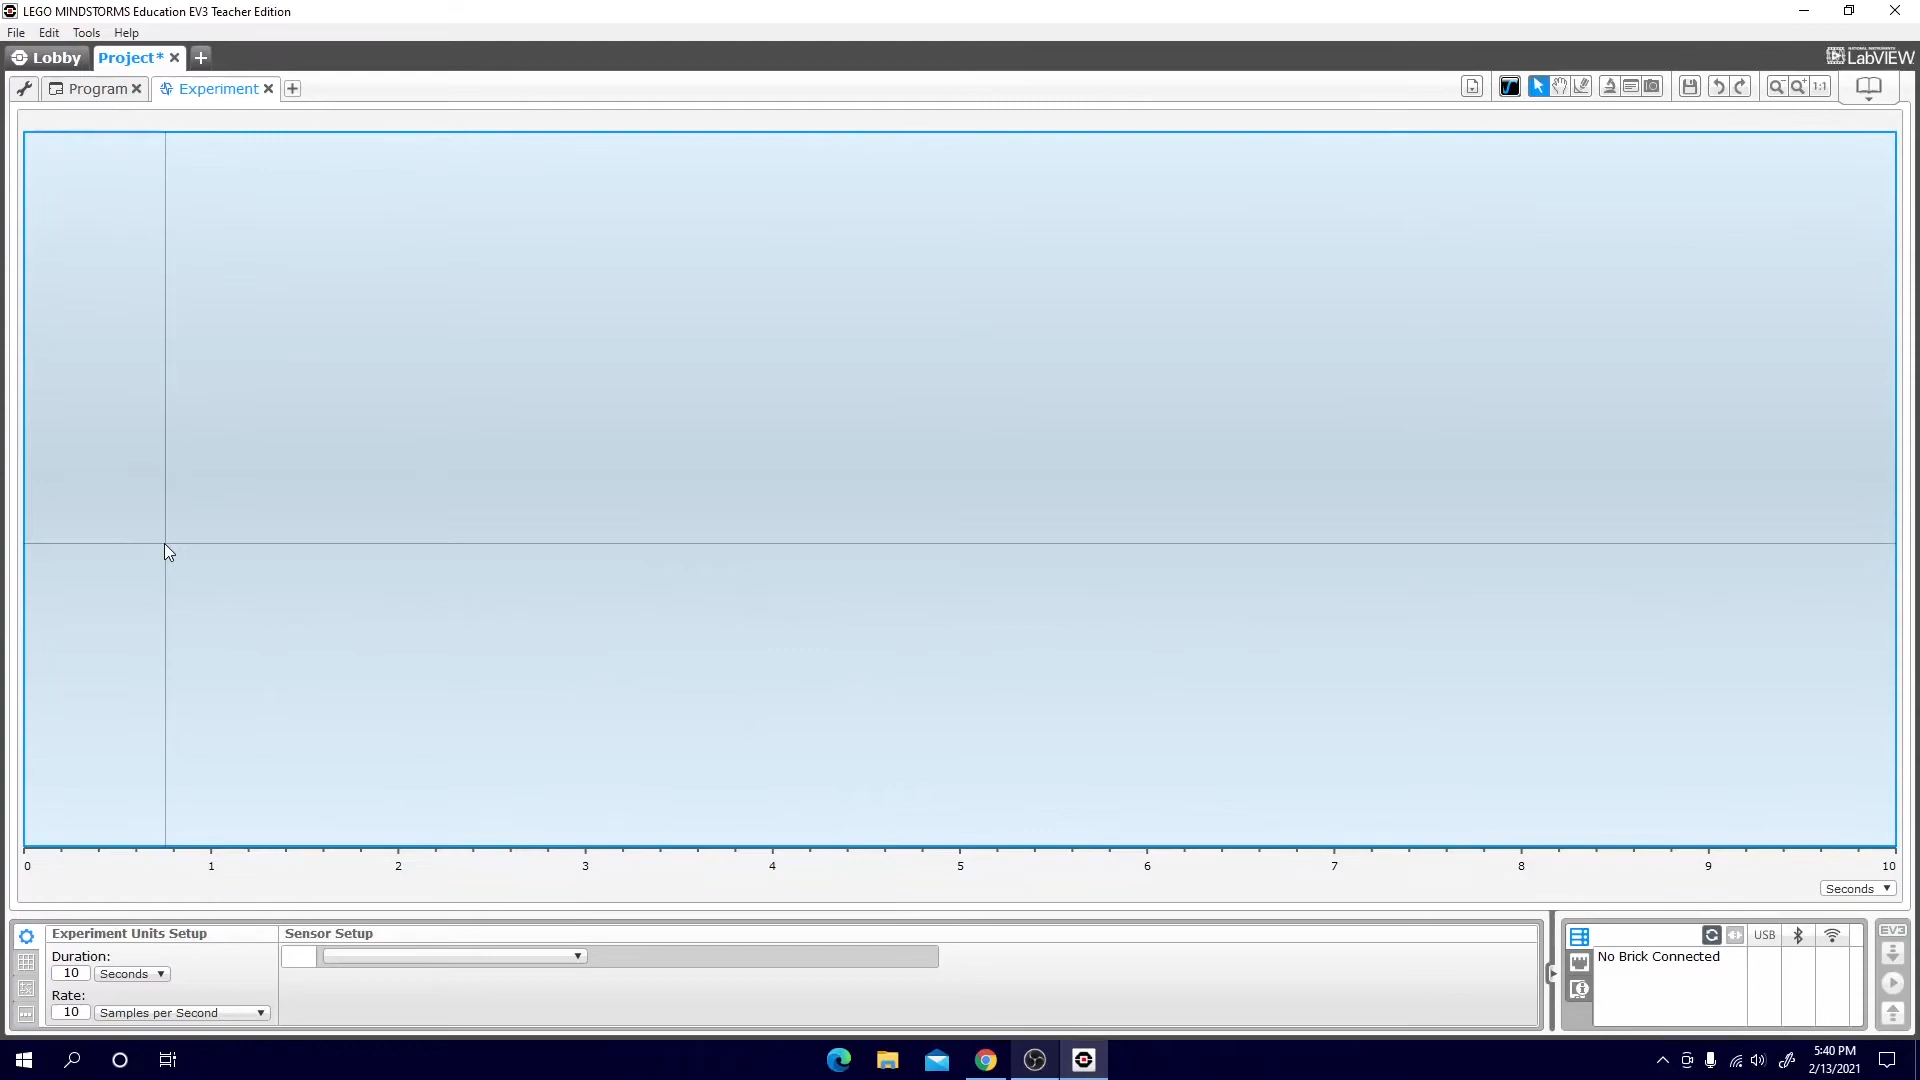 LEGO MINDSTORMS Education EV3 Teacher Edition
File Edit Tools Help
Lobby Project* +
NATIONAL INSTRUMENTS
LabVIEW
Program Experiment
1:1
0 1 2 3 4 5 6 7 8 9 10
Seconds
Experiment Units Setup
Duration:
10 Seconds
Rate:
10 Samples per Second
Sensor Setup
USB
No Brick Connected
EV3
5:40 PM
2/13/2021